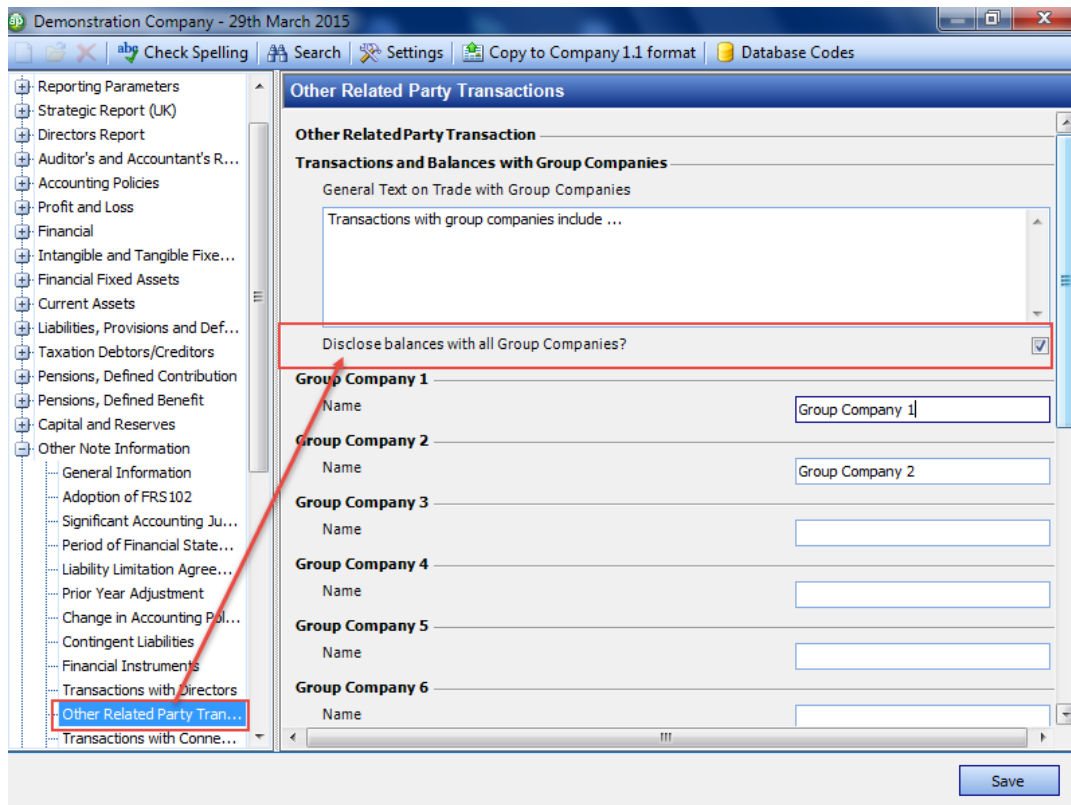 Demonstration Company - 29th March 2015
Check Spelling Search Settings Copy to Company 1.1 format Database Codes
Reporting Parameters
Strategic Report (UK)
Directors Report
Auditor's and Accountant's R...
Accounting Policies
Profit and Loss
Financial
Intangible and Tangible Fixe...
Financial Fixed Assets
Current Assets
Liabilities, Provisions and Def...
Taxation Debtors/Creditors
Pensions, Defined Contribution
Pensions, Defined Benefit
Capital and Reserves
Other Note Information
General Information
Adoption of FRS102
Significant Accounting Ju...
Period of Financial State...
Liability Limitation Agree...
Prior Year Adjustment
Change in Accounting Pol...
Contingent Liabilities
Financial Instruments
Transactions with Directors
Other Related Party Tran...
Transactions with Conne...
Other Related Party Transactions
Other Related Party Transaction
Transactions and Balances with Group Companies
General Text on Trade with Group Companies
Transactions with group companies include ...
Disclose balances with all Group Companies?
Group Company 1
Name Group Company 1
Group Company 2
Name Group Company 2
Group Company 3
Name
Group Company 4
Name
Group Company 5
Name
Group Company 6
Name
Save